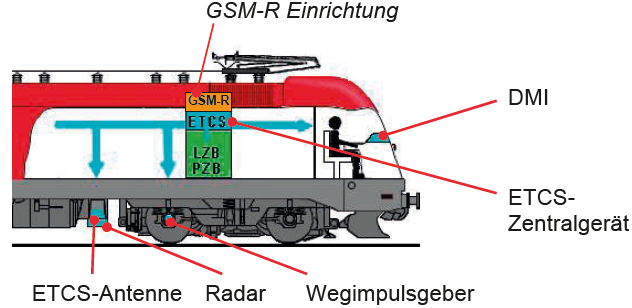 GSM-R Einrichtung
GSM-R
ETCS
LZB
PZB
DMI
ETCS-
Zentralgerät
ETCS-Antenne
Radar
Wegimpulsgeber